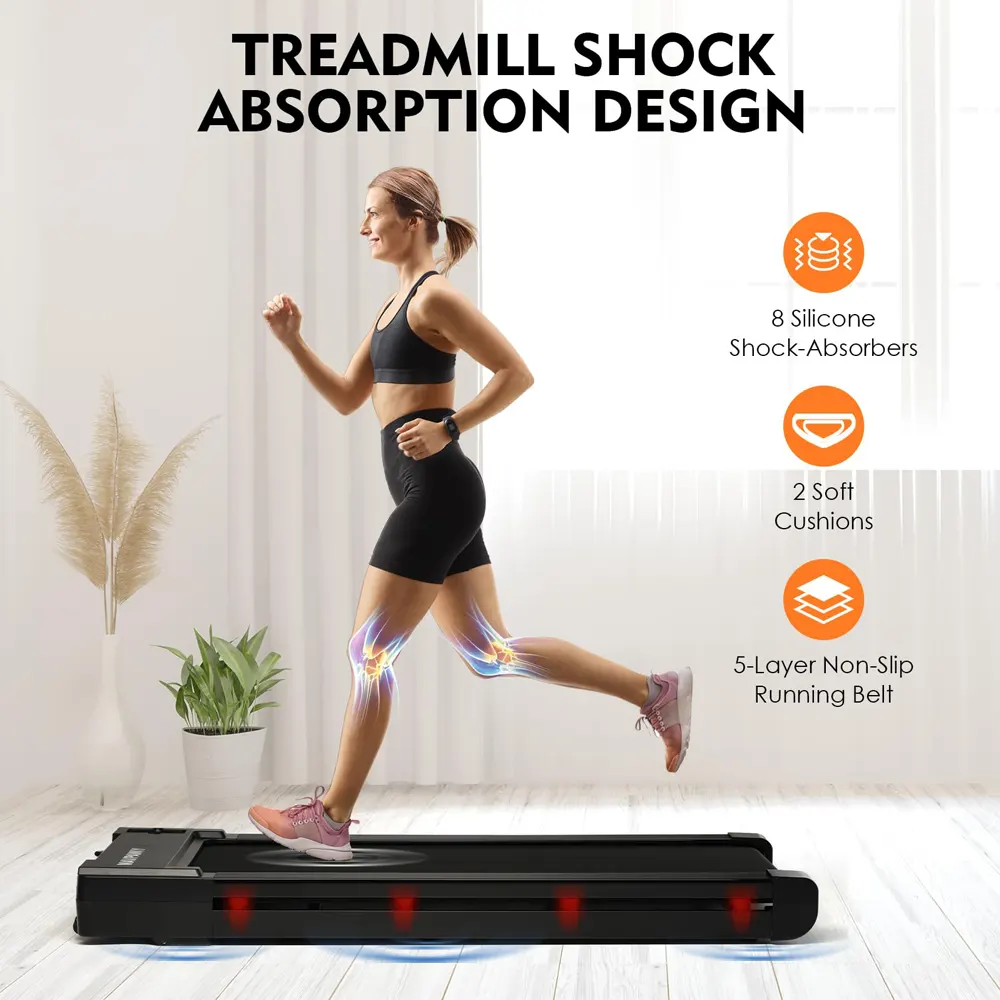 TREADMILL SHOCK
ABSORPTION DESIGN
8 Silicone
Shock-Absorbers
2 Soft
Cushions
5-Layer Non-Slip
Running Belt